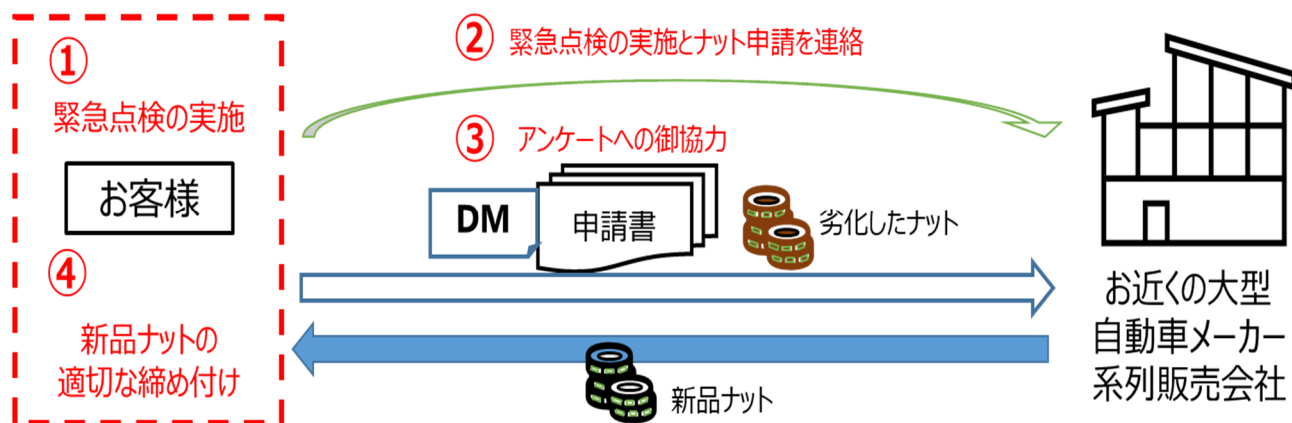 ①
緊急点検の実施
お客様
④
新品ナットの
適切な締め付け
② 緊急点検の実施とナット申請を連絡
③ アンケートへの御協力
DM
申請書
劣化したナット
新品ナット
お近くの大型
自動車メーカー
系列販売会社